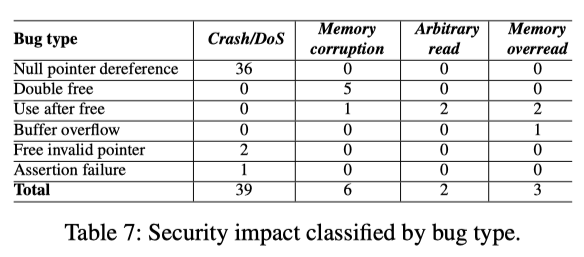 Bug type Crash/DoS Memory corruption Arbitrary read Memory overread
Null pointer dereference 36 0 0 0
Double free 0 5 0 0
Use after free 0 1 2 2
Buffer overflow 0 0 0 1
Free invalid pointer 2 0 0 0
Assertion failure 1 0 0 0
Total 39 6 2 3
Table 7: Security impact classified by bug type.